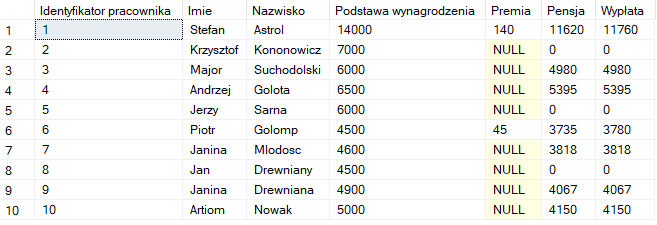 Identyfikator pracownika Imie Nazwisko Podstawa wynagrodzenia Premia Pensja Wypłata
1 1 Stefan Astrol 14000 140 11620 11760
2 2 Krzysztof Kononowicz 7000 NULL 0 0
3 3 Major Suchodolski 6000 NULL 4980 4980
4 4 Andrzej Golota 6500 NULL 5395 5395
5 5 Jerzy Sarna 6000 NULL 0 0
6 6 Piotr Golomp 4500 45 3735 3780
7 7 Janina Mlodosc 4600 NULL 3818 3818
8 8 Jan Drewniany 4500 NULL 0 0
9 9 Janina Drewniana 4900 NULL 4067 4067
10 10 Artiom Nowak 5000 NULL 4150 4150